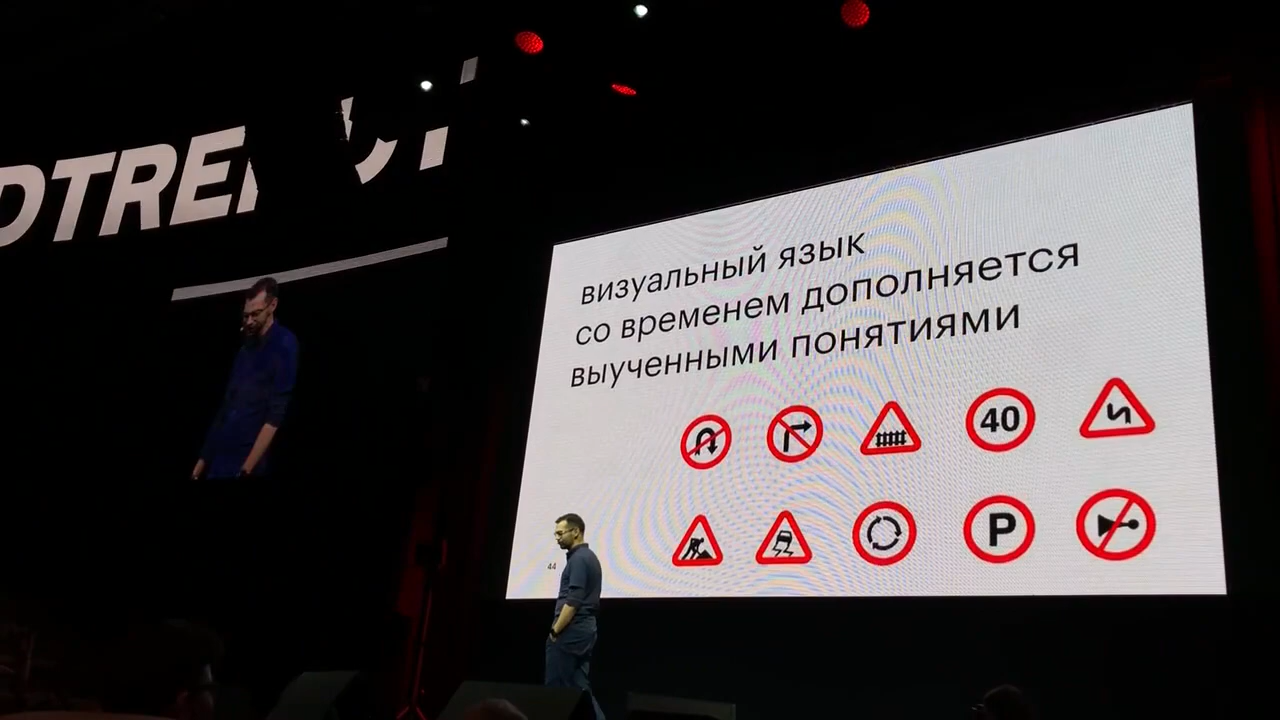 визуальный язык
со временем дополняется
выученными понятиями
40
P
44